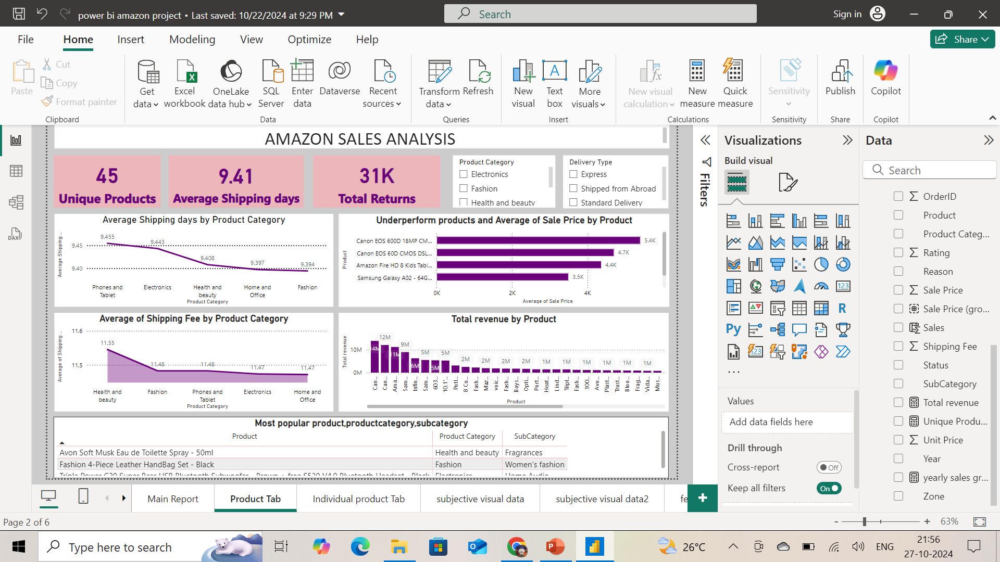 power bi amazon project • Last saved: 10/22/2024 at 9:29 PM
Search
Sign in
File Home Insert Modeling View Optimize Help
Share
Paste
Cut
Copy
Format painter
Clipboard
Get data
Excel workbook
OneLake data hub
SQL Server
Enter data
Dataverse
Recent sources
Data
Transform data
Refresh
Queries
New visual
Text box
More visuals
Insert
New visual calculation
New measure
Quick measure
Calculations
Sensitivity
Sensitivity
Publish
Share
Copilot
Copilot
AMAZON SALES ANALYSIS
45
Unique Products
9.41
Average Shipping days
31K
Total Returns
Product Category
Electronics
Fashion
Health and beauty
Delivery Type
Express
Shipped from Abroad
Standard Delivery
Average Shipping days by Product Category
Average Shipping ...
9.45
9.40
9.455
9.443
9.408
9.397
9.394
Phones and Tablet
Electronics
Health and beauty
Home and Office
Fashion
Product Category
Underperform products and Average of Sale Price by Product
Product
Canon EOS 600D 18MP CM... 5.4K
Canon EOS 60D CMOS DSL... 4.7K
Amazon Fire HD 8 Kids Tabl... 4.4K
Samsung Galaxy A02 - 64G... 3.5K
0K 2K 4K
Average of Sale Price
Average of Shipping Fee by Product Category
Average of Shipping ...
11.6
11.5
11.55
11.48
11.48
11.47
11.47
Health and beauty
Fashion
Phones and Tablet
Electronics
Home and Office
Product Category
Total revenue by Product
Total revenue
10M
0M
14M 12M 11M 9M 6M 5M 5M 5M 2M 2M 2M 2M 1M 1M 1M 1M 1M 1M
Can... Can... Ama... Sam... Infin... Sam... 603... 10.1'... Potl... 8 Cu... Fash... Maz... voic... Fash... Boys... Opti... Port... Heat... Lind... Tripl... Fash... 100... Avo... Plast... Trust... Bloo... Frag... Vida... Mus...
Product
Most popular product,productcategory,subcategory
Product Product Category SubCategory
Avon Soft Musk Eau de Toilette Spray - 50ml Health and beauty Fragrances
Fashion 4-Piece Leather HandBag Set - Black Fashion Women's fashion
Triple Power C20 Super Bass USB Bluetooth Subwoofer - Brown + free S530 V4.0 Bluetooth Headset - Black Electronics Home Audio
Filters
Visualizations
Build visual
123
R
Py
123
...
Values
Add data fields here
Drill through
Cross-report Off
Keep all filters On
Data
Search
OrderID
Product
Product Categ...
Rating
Reason
Sale Price
Sale Price (gro...
Sales
Shipping Fee
Status
SubCategory
Total revenue
Unique Produ...
Unit Price
Year
yearly sales gr...
Zone
DAX
Main Report
Product Tab
Individual product Tab
subjective visual data
subjective visual data2
fe
Page 2 of 6
63%
Type here to search
26°C
ENG
21:56
27-10-2024